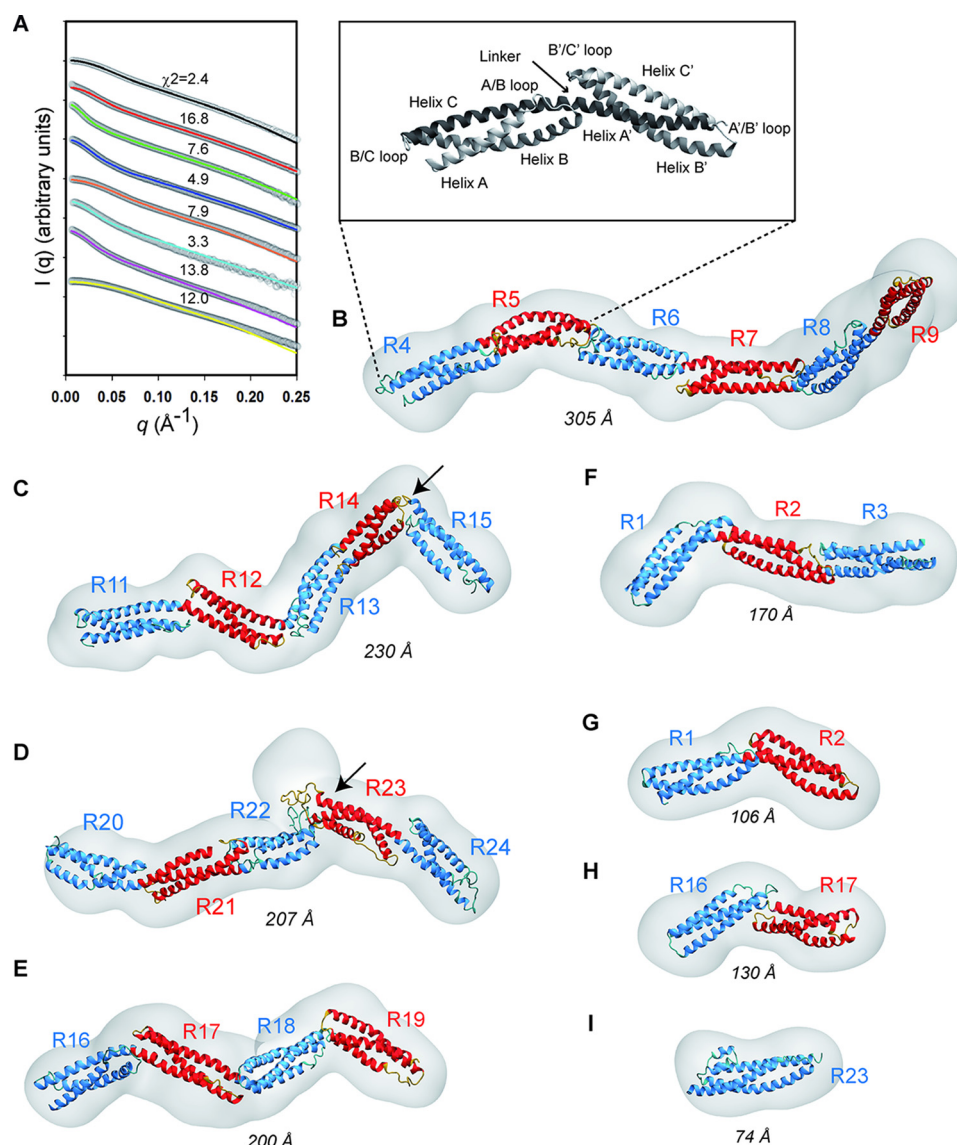 A
I (q) (arbitrary units)
χ2=2.4
16.8
7.6
4.9
7.9
3.3
13.8
12.0
0.00 0.05 0.10 0.15 0.20 0.25
q (Å-1)
B'/C' loop
Linker
Helix C'
A/B loop
Helix C
A'/B' loop
Helix A'
B/C loop
Helix B
Helix B'
Helix A
B
R4
R5
R6
R7
R8
R9
305 Å
C
R11
R12
R13
R14
R15
230 Å
F
R1
R2
R3
170 Å
D
R20
R21
R22
R23
R24
207 Å
G
R1
R2
106 Å
H
R16
R17
130 Å
E
R16
R17
R18
R19
200 Å
I
R23
74 Å